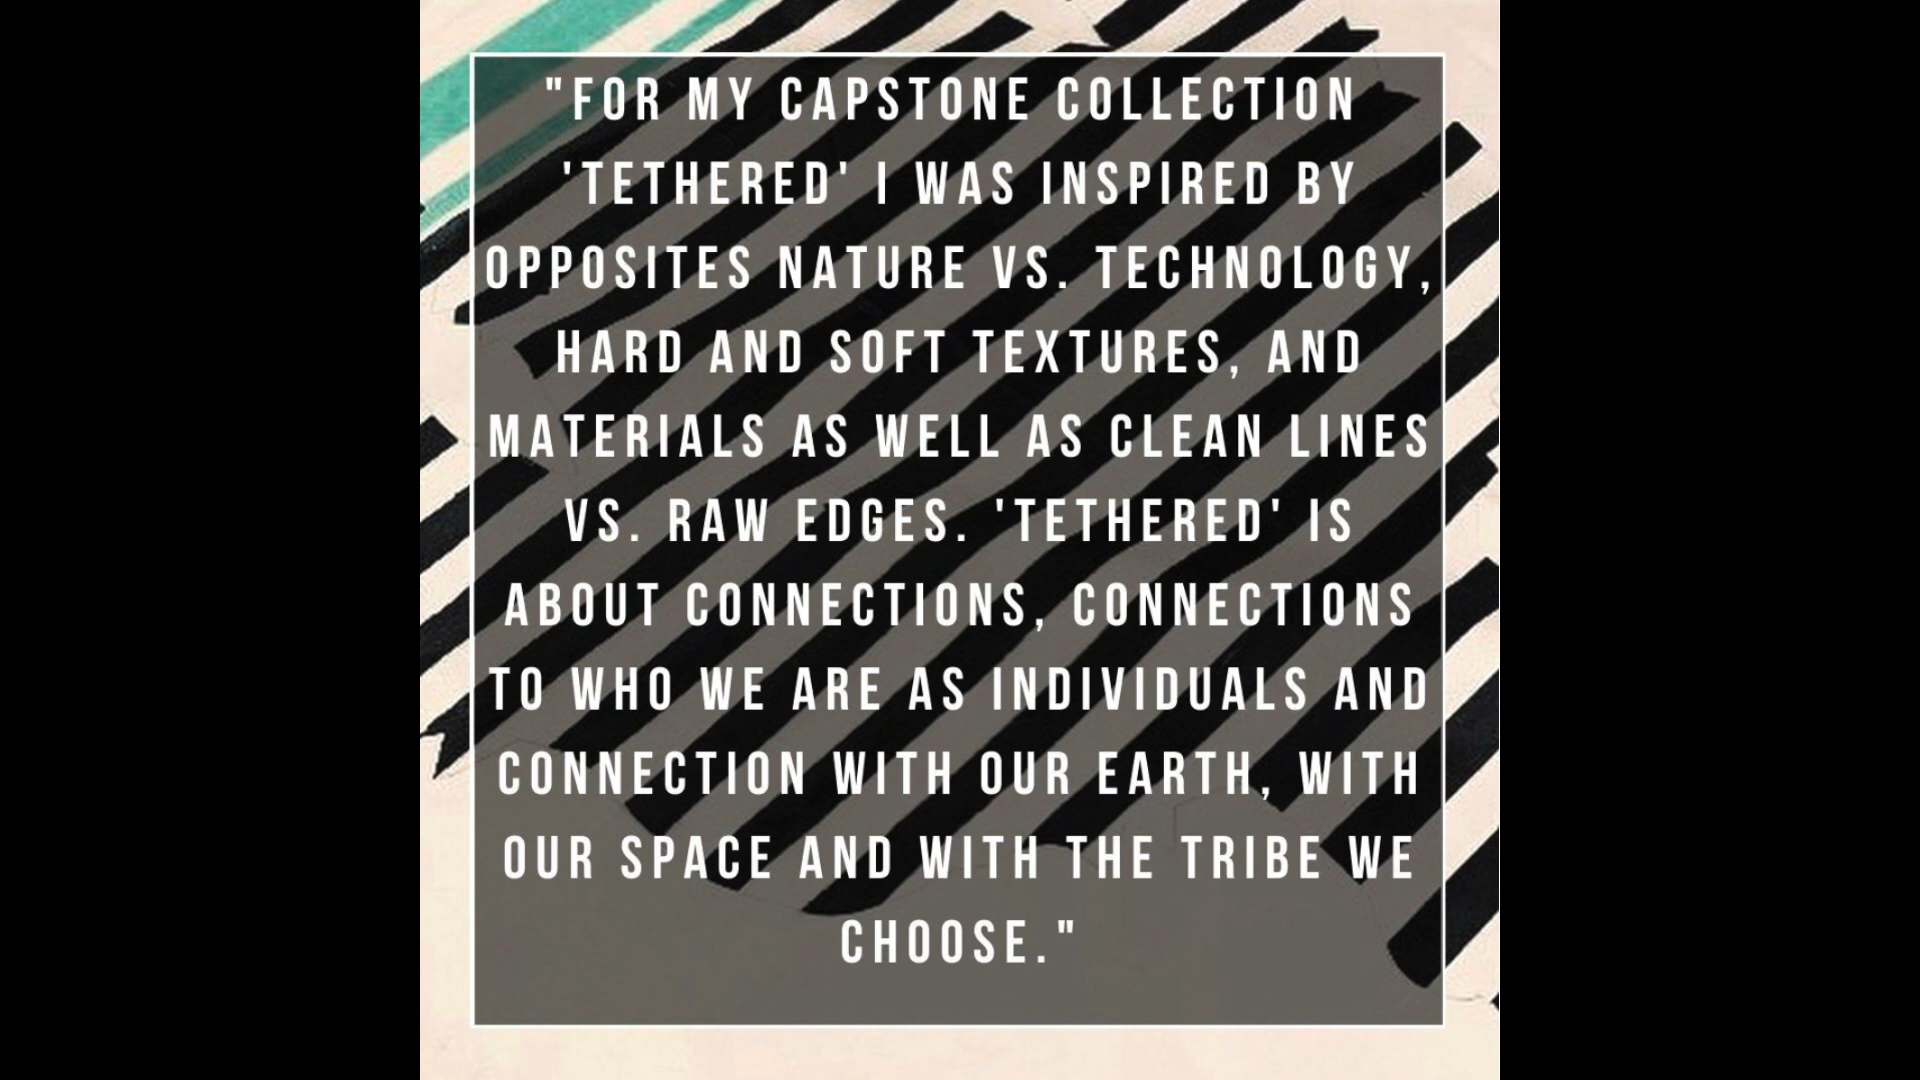 "FOR MY CAPSTONE COLLECTION
'TETHERED' I WAS INSPIRED BY
OPPOSITES NATURE VS. TECHNOLOGY,
HARD AND SOFT TEXTURES, AND
MATERIALS AS WELL AS CLEAN LINES
VS. RAW EDGES. 'TETHERED' IS
ABOUT CONNECTIONS, CONNECTIONS
TO WHO WE ARE AS INDIVIDUALS AND
CONNECTION WITH OUR EARTH, WITH
OUR SPACE AND WITH THE TRIBE WE
CHOOSE."